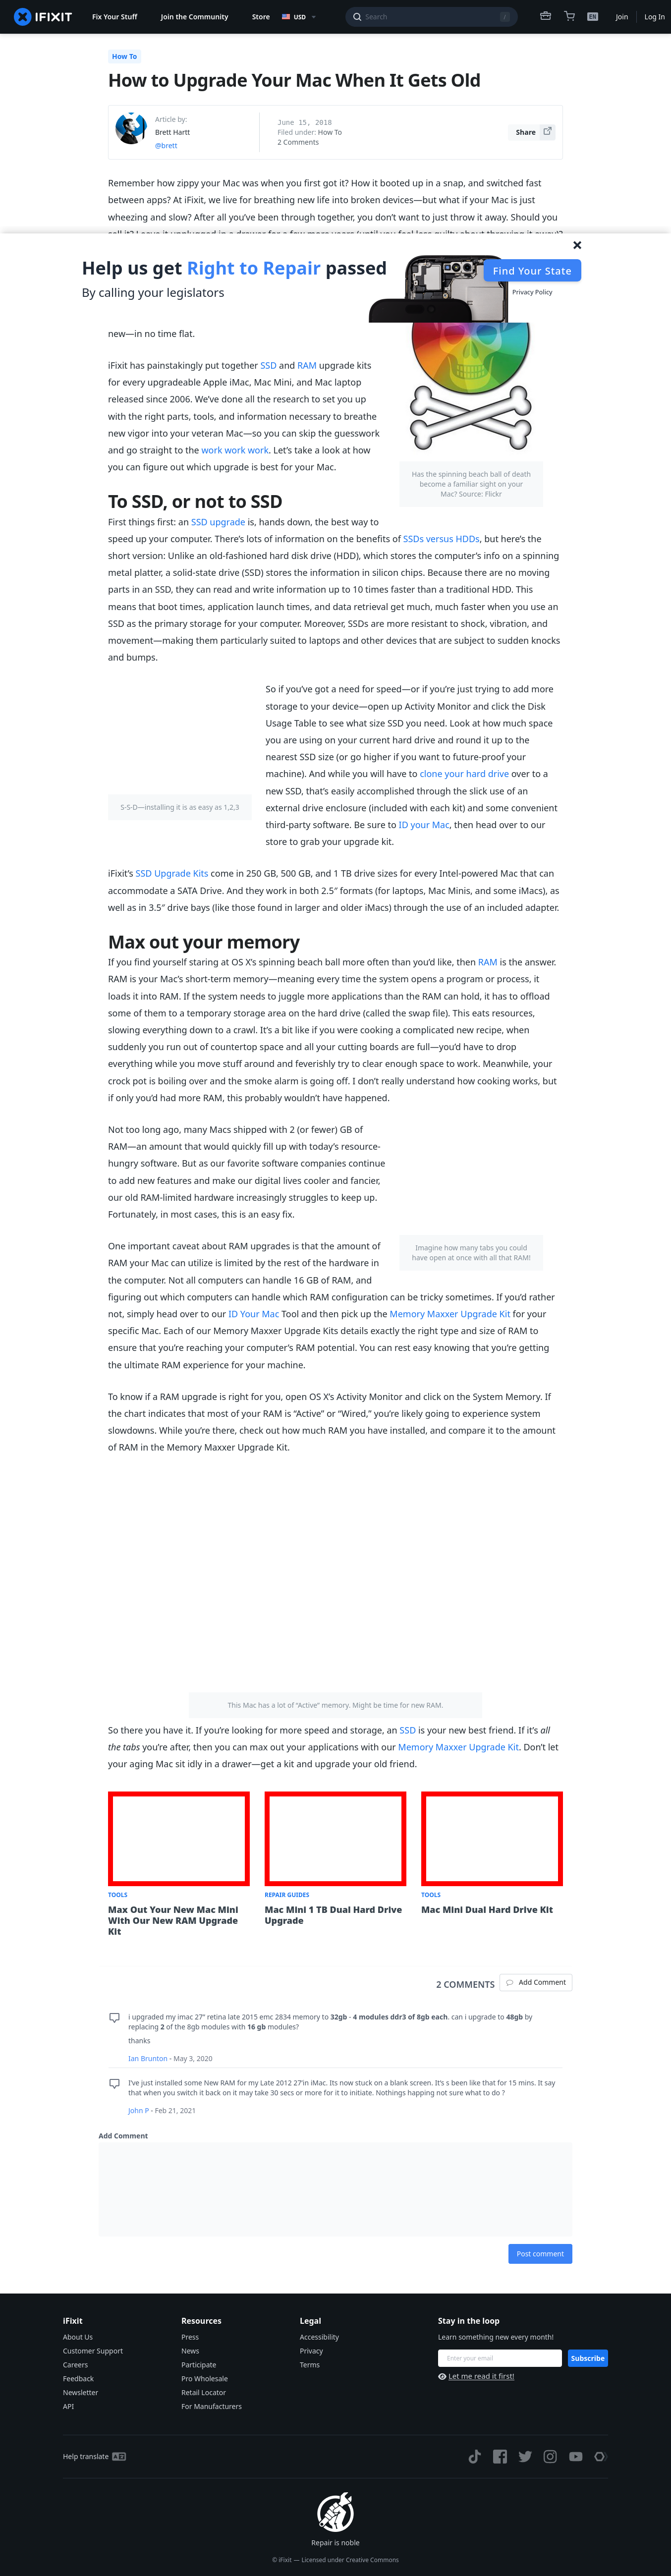 IFIXIT
Fix Your Stuff
Join the Community
Store
USD
Search
/
EN
Join
Log In
How To
How to Upgrade Your Mac When It Gets Old
Article by:
Brett Hartt
@brett
June 15, 2018
Filed under: How To
2 Comments
Share
Remember how zippy your Mac was when you first got it? How it booted up in a snap, and switched fast
between apps? At iFixit, we live for breathing new life into broken devices—but what if your Mac is just
wheezing and slow? After all you've been through together, you don't want to just throw it away. Should you
sell it? Leave it unplugged in a drawer for a few more years (until you feel less guilty about throwing it away)?
Help us get Right to Repair passed
By calling your legislators
Find Your State
Privacy Policy
new—in no time flat.
iFixit has painstakingly put together SSD and RAM upgrade kits
for every upgradeable Apple iMac, Mac Mini, and Mac laptop
released since 2006. We've done all the research to set you up
with the right parts, tools, and information necessary to breathe
new vigor into your veteran Mac—so you can skip the guesswork
and go straight to the work work work. Let's take a look at how
you can figure out which upgrade is best for your Mac.
Has the spinning beach ball of death
become a familiar sight on your
Mac? Source: Flickr
To SSD, or not to SSD
First things first: an SSD upgrade is, hands down, the best way to
speed up your computer. There's lots of information on the benefits of SSDs versus HDDs, but here's the
short version: Unlike an old-fashioned hard disk drive (HDD), which stores the computer's info on a spinning
metal platter, a solid-state drive (SSD) stores the information in silicon chips. Because there are no moving
parts in an SSD, they can read and write information up to 10 times faster than a traditional HDD. This
means that boot times, application launch times, and data retrieval get much, much faster when you use an
SSD as the primary storage for your computer. Moreover, SSDs are more resistant to shock, vibration, and
movement—making them particularly suited to laptops and other devices that are subject to sudden knocks
and bumps.
So if you've got a need for speed—or if you're just trying to add more
storage to your device—open up Activity Monitor and click the Disk
Usage Table to see what size SSD you need. Look at how much space
you are using on your current hard drive and round it up to the
nearest SSD size (or go higher if you want to future-proof your
machine). And while you will have to clone your hard drive over to a
new SSD, that's easily accomplished through the slick use of an
external drive enclosure (included with each kit) and some convenient
third-party software. Be sure to ID your Mac, then head over to our
store to grab your upgrade kit.
S-S-D—installing it is as easy as 1,2,3
iFixit's SSD Upgrade Kits come in 250 GB, 500 GB, and 1 TB drive sizes for every Intel-powered Mac that can
accommodate a SATA Drive. And they work in both 2.5″ formats (for laptops, Mac Minis, and some iMacs), as
well as in 3.5″ drive bays (like those found in larger and older iMacs) through the use of an included adapter.
Max out your memory
If you find yourself staring at OS X's spinning beach ball more often than you'd like, then RAM is the answer.
RAM is your Mac's short-term memory—meaning every time the system opens a program or process, it
loads it into RAM. If the system needs to juggle more applications than the RAM can hold, it has to offload
some of them to a temporary storage area on the hard drive (called the swap file). This eats resources,
slowing everything down to a crawl. It's a bit like if you were cooking a complicated new recipe, when
suddenly you run out of countertop space and all your cutting boards are full—you'd have to drop
everything while you move stuff around and feverishly try to clear enough space to work. Meanwhile, your
crock pot is boiling over and the smoke alarm is going off. I don't really understand how cooking works, but
if only you'd had more RAM, this probably wouldn't have happened.
Not too long ago, many Macs shipped with 2 (or fewer) GB of
RAM—an amount that would quickly fill up with today's resource-
hungry software. But as our favorite software companies continue
to add new features and make our digital lives cooler and fancier,
our old RAM-limited hardware increasingly struggles to keep up.
Fortunately, in most cases, this is an easy fix.
Imagine how many tabs you could
have open at once with all that RAM!
One important caveat about RAM upgrades is that the amount of
RAM your Mac can utilize is limited by the rest of the hardware in
the computer. Not all computers can handle 16 GB of RAM, and
figuring out which computers can handle which RAM configuration can be tricky sometimes. If you'd rather
not, simply head over to our ID Your Mac Tool and then pick up the Memory Maxxer Upgrade Kit for your
specific Mac. Each of our Memory Maxxer Upgrade Kits details exactly the right type and size of RAM to
ensure that you're reaching your computer's RAM potential. You can rest easy knowing that you're getting
the ultimate RAM experience for your machine.
To know if a RAM upgrade is right for you, open OS X's Activity Monitor and click on the System Memory. If
the chart indicates that most of your RAM is “Active” or “Wired,” you're likely going to experience system
slowdowns. While you're there, check out how much RAM you have installed, and compare it to the amount
of RAM in the Memory Maxxer Upgrade Kit.
This Mac has a lot of “Active” memory. Might be time for new RAM.
So there you have it. If you're looking for more speed and storage, an SSD is your new best friend. If it's all
the tabs you're after, then you can max out your applications with our Memory Maxxer Upgrade Kit. Don't let
your aging Mac sit idly in a drawer—get a kit and upgrade your old friend.
TOOLS
Max Out Your New Mac Mini
With Our New RAM Upgrade
Kit
REPAIR GUIDES
Mac Mini 1 TB Dual Hard Drive
Upgrade
TOOLS
Mac Mini Dual Hard Drive Kit
2 COMMENTS
Add Comment
i upgraded my imac 27” retina late 2015 emc 2834 memory to 32gb - 4 modules ddr3 of 8gb each. can i upgrade to 48gb by
replacing 2 of the 8gb modules with 16 gb modules?
thanks
Ian Brunton - May 3, 2020
I've just installed some New RAM for my Late 2012 27'in iMac. Its now stuck on a blank screen. It's s been like that for 15 mins. It say
that when you switch it back on it may take 30 secs or more for it to initiate. Nothings happing not sure what to do ?
John P - Feb 21, 2021
Add Comment
Post comment
iFixit
About Us
Customer Support
Careers
Feedback
Newsletter
API
Resources
Press
News
Participate
Pro Wholesale
Retail Locator
For Manufacturers
Legal
Accessibility
Privacy
Terms
Stay in the loop
Learn something new every month!
Enter your email
Subscribe
Let me read it first!
Help translate
Repair is noble
© iFixit — Licensed under Creative Commons